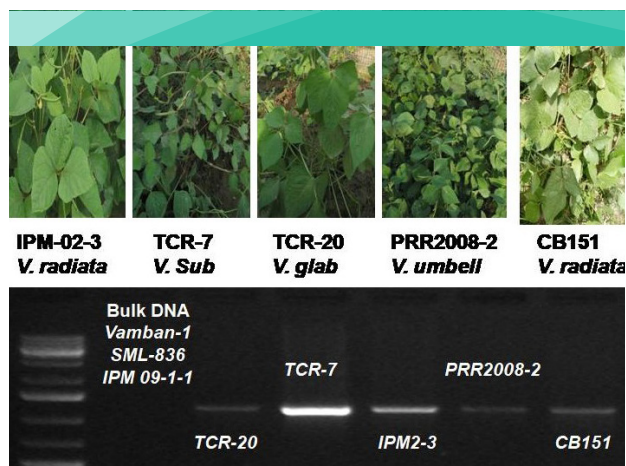 IPM-02-3
V. radiata
TCR-7
V. Sub
TCR-20
V. glab
PRR2008-2
V. umbell
CB151
V. radiata
Bulk DNA
Vamban-1
SML-836
IPM 09-1-1
TCR-7
PRR2008-2
TCR-20
IPM2-3
CB151